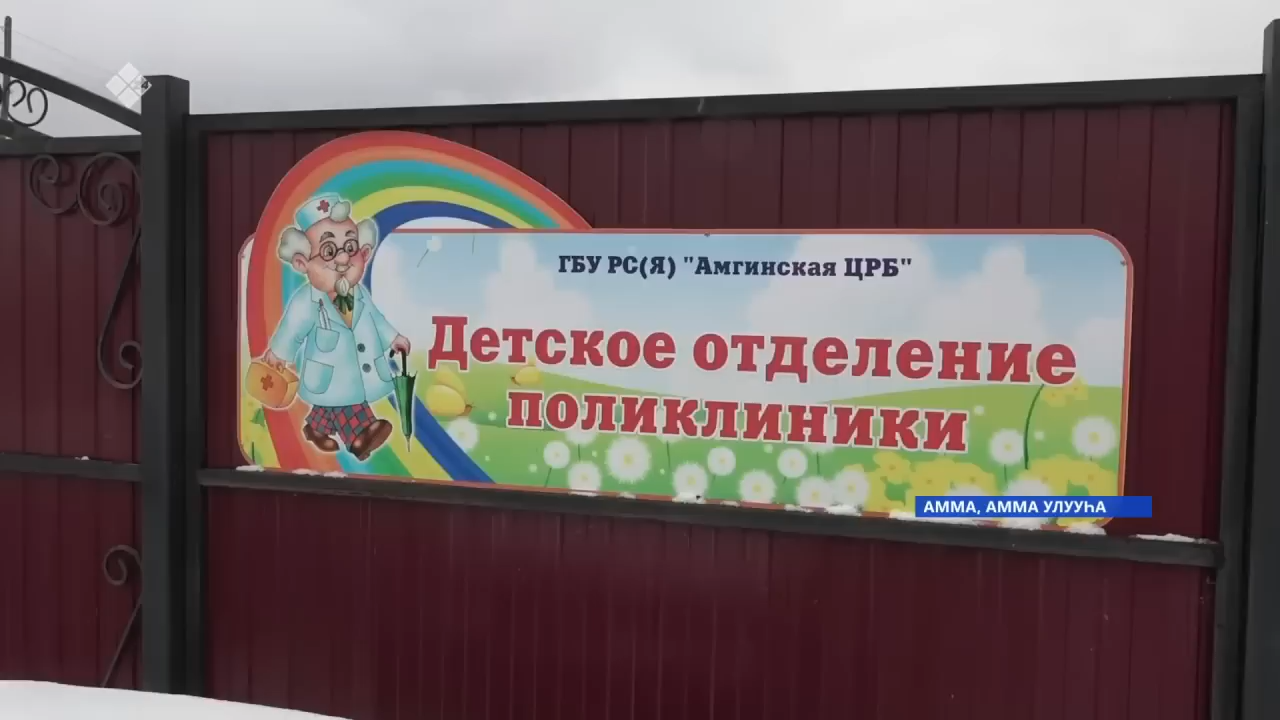 ГБУ РС(Я) "Амгинская ЦРБ"
Детское отделение
поликлиники
АММА, АММА УЛУУҺА